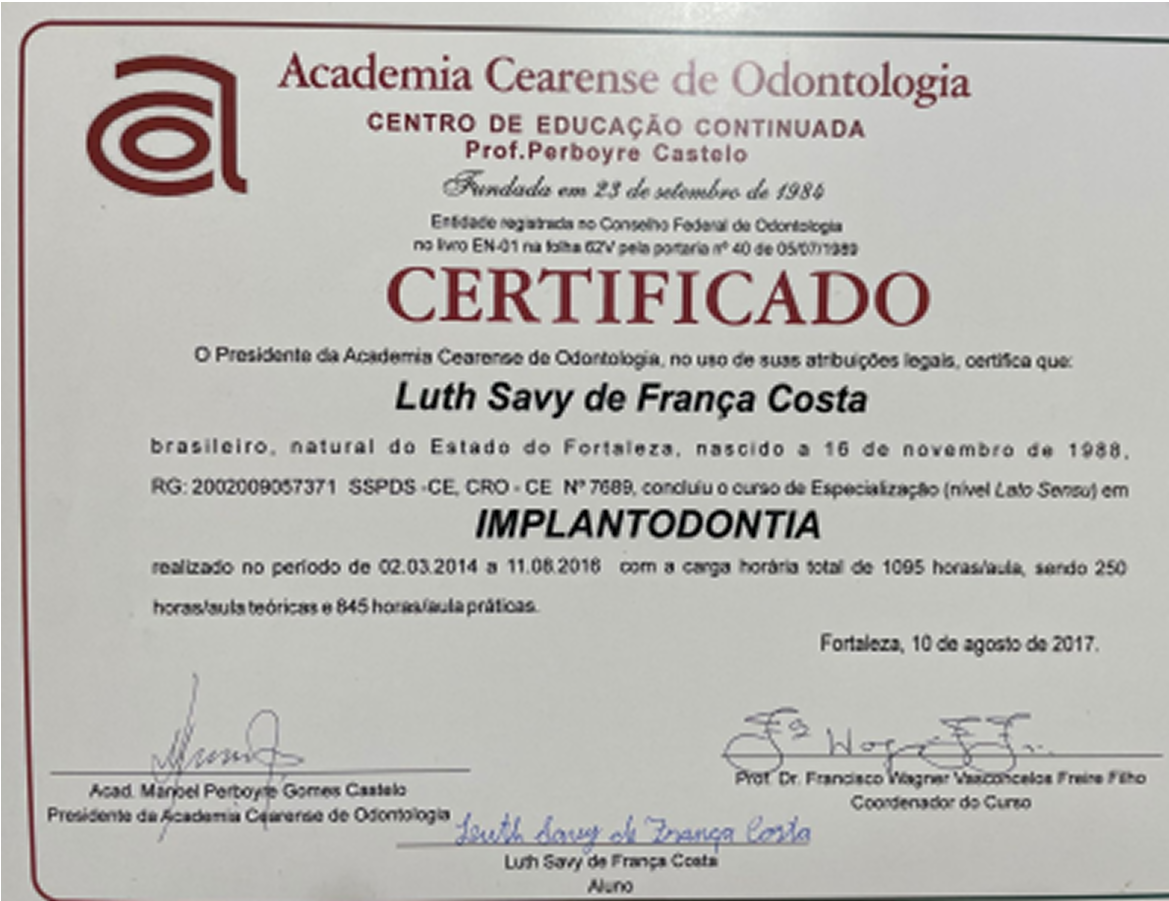 Academia Cearense de Odontologia
CENTRO DE EDUCAÇÃO CONTINUADA
Prof.Perboyre Castelo
Fundada em 23 de setembro de 1984
Entidade registrada no Conselho Federal de Odontologia
no livro EN-01 na folha 62V pela portaria nº 40 de 05/07/1989
CERTIFICADO
O Presidente da Academia Cearense de Odontologia, no uso de suas atribuições legais, certifica que:
Luth Savy de França Costa
brasileiro, natural do Estado do Fortaleza, nascido a 16 de novembro de 1988,
RG: 2002009057371 SSPDS -CE, CRO - CE Nº 7689, concluiu o curso de Especialização (nível Lato Sensu) em
IMPLANTODONTIA
realizado no período de 02.03.2014 a 11.08.2016 com a carga horária total de 1095 horas/aula, sendo 250
horas/aula teóricas e 845 horas/aula práticas.
Fortaleza, 10 de agosto de 2017.
Acad. Manoel Perboyre Gomes Castelo
Presidente da Academia Cearense de Odontologia
Prof. Dr. Francisco Wagner Vasconcelos Freire Filho
Coordenador do Curso
Luth Savy de França Costa
Luth Savy de França Costa
Aluno